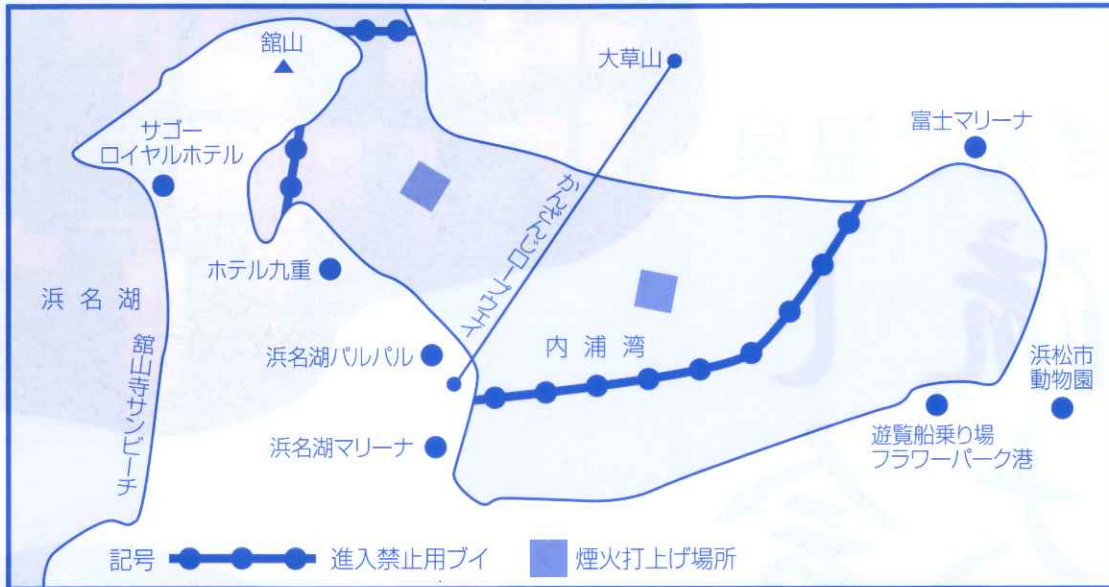 舘山
大草山
富士マリーナ
サゴー
ロイヤルホテル
かんざんじロープウェイ
ホテル九重
浜名湖
舘山寺サンビーチ
浜名湖パルパル
内浦湾
浜松市
動物園
浜名湖マリーナ
遊覧船乗り場
フラワーパーク港
記号 進入禁止用ブイ 煙火打上げ場所